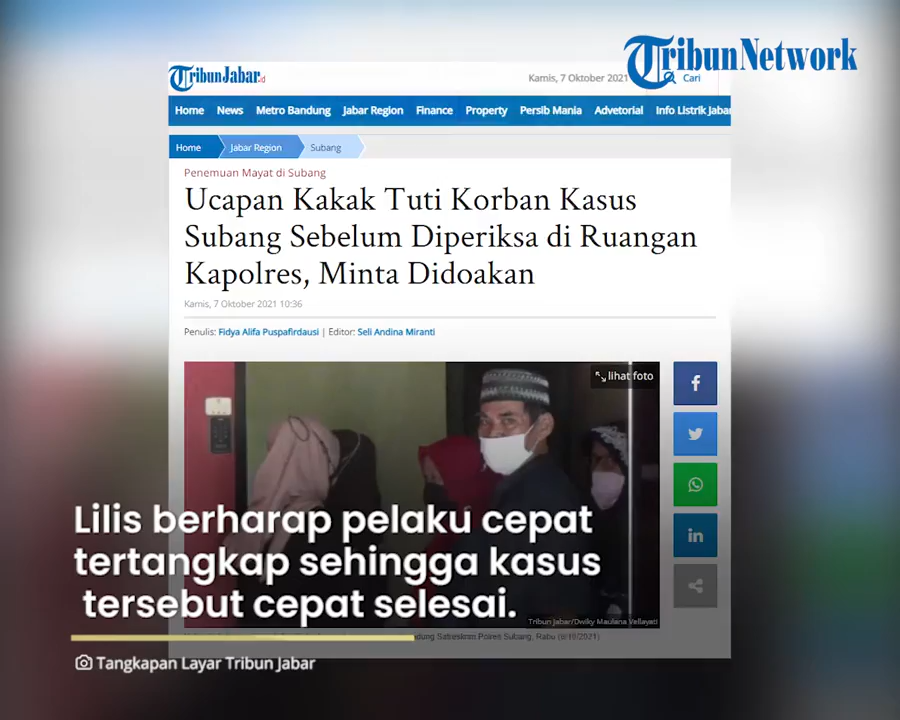 TribunNetwork
TribunJabar.id
Kamis, 7 Oktober 2021
Cari
Home News Metro Bandung Jabar Region Finance Property Persib Mania Advetorial Info Listrik Jabar
Home Jabar Region Subang
Penemuan Mayat di Subang
Ucapan Kakak Tuti Korban Kasus
Subang Sebelum Diperiksa di Ruangan
Kapolres, Minta Didoakan
Kamis, 7 Oktober 2021 10:36
Penulis: Fidya Alifa Puspafirdausi | Editor: Seli Andina Miranti
lihat foto
Lilis berharap pelaku cepat
tertangkap sehingga kasus
tersebut cepat selesai.
Tribun Jabar/Dwiky Maulana Vellayati
Polres Subang, Rabu
Tangkapan Layar Tribun Jabar